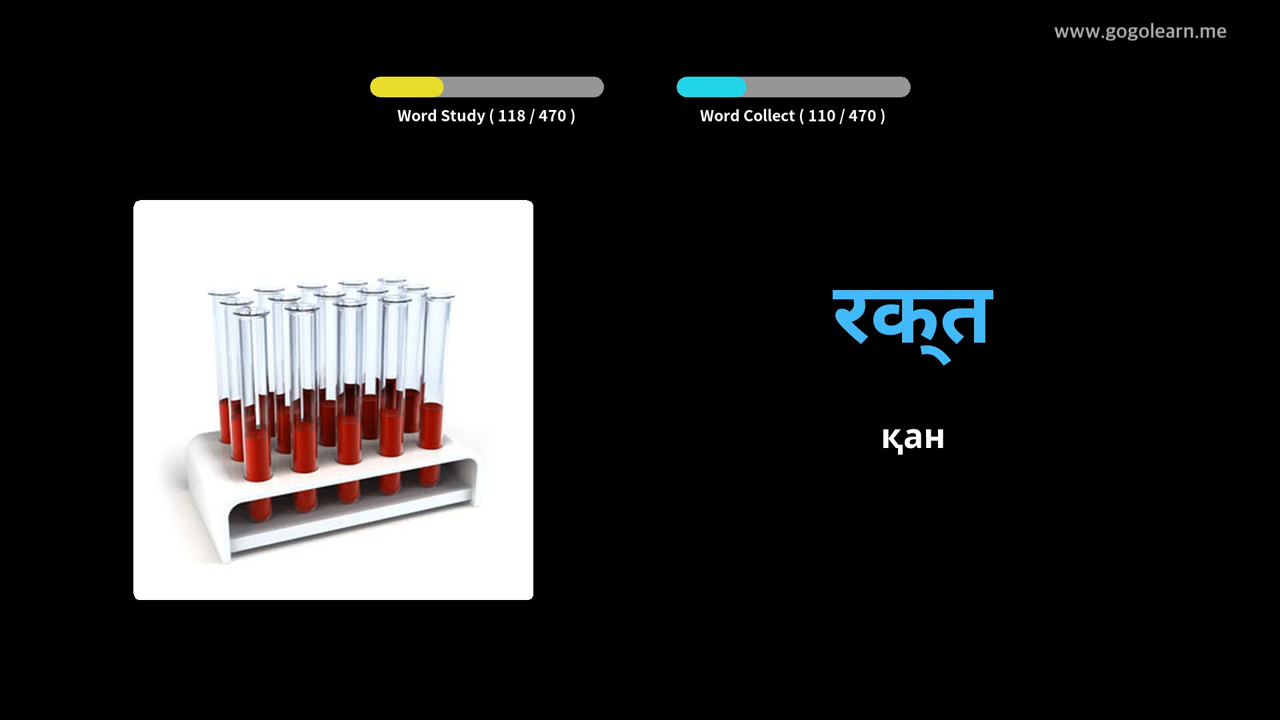 www.gogolearn.me
Word Study ( 118 / 470 )
Word Collect ( 110 / 470 )
रक्‌त
қан